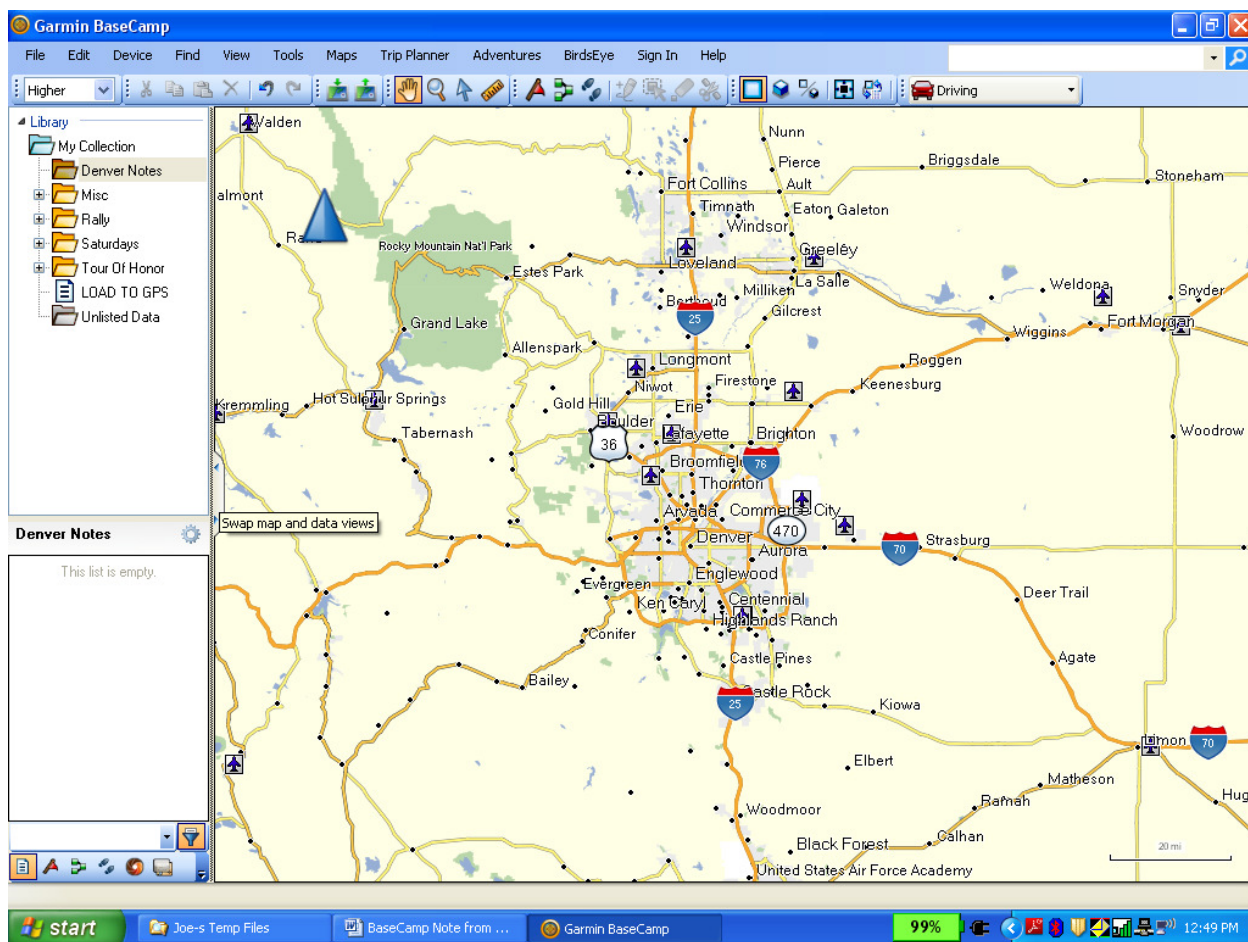 Garmin BaseCamp
File Edit Device Find View Tools Maps Trip Planner Adventures BirdsEye Sign In Help
Higher Driving
Library
My Collection
Denver Notes
Misc
Rally
Saturdays
Tour Of Honor
LOAD TO GPS
Unlisted Data
Denver Notes
This list is empty.
Swap map and data views
Walden
Nunn
Pierce
Briggsdale
Stoneham
Fort Collins
Ault
almont
Timnath
Eaton Galeton
Windsor
Rand
Rocky Mountain Nat'l Park
Greeley
Loveland
Estes Park
La Salle
Milliken
Weldona
Snyder
Berthoud
Gilcrest
25
Grand Lake
Fort Morgan
Wiggins
Allenspark
Longmont
Roggen
Niwot
Firestone
Keenesburg
Kremmling
Hot Sulphur Springs
Gold Hill
Erie
Boulder
Tabernash
36
Lafayette
Brighton
Woodrow
Broomfield
76
Thornton
Arvada
Commerce City
470
Denver
Strasburg
70
Aurora
Englewood
Evergreen
Deer Trail
Ken Caryl
Centennial
Highlands Ranch
Conifer
Castle Pines
Agate
Bailey
Castle Rock
25
Kiowa
Limon
70
Elbert
Matheson
Ramah
Hug
Woodmoor
Calhan
Black Forest
20 mi
United States Air Force Academy
start Joe-s Temp Files BaseCamp Note from ... Garmin BaseCamp 99% 12:49 PM